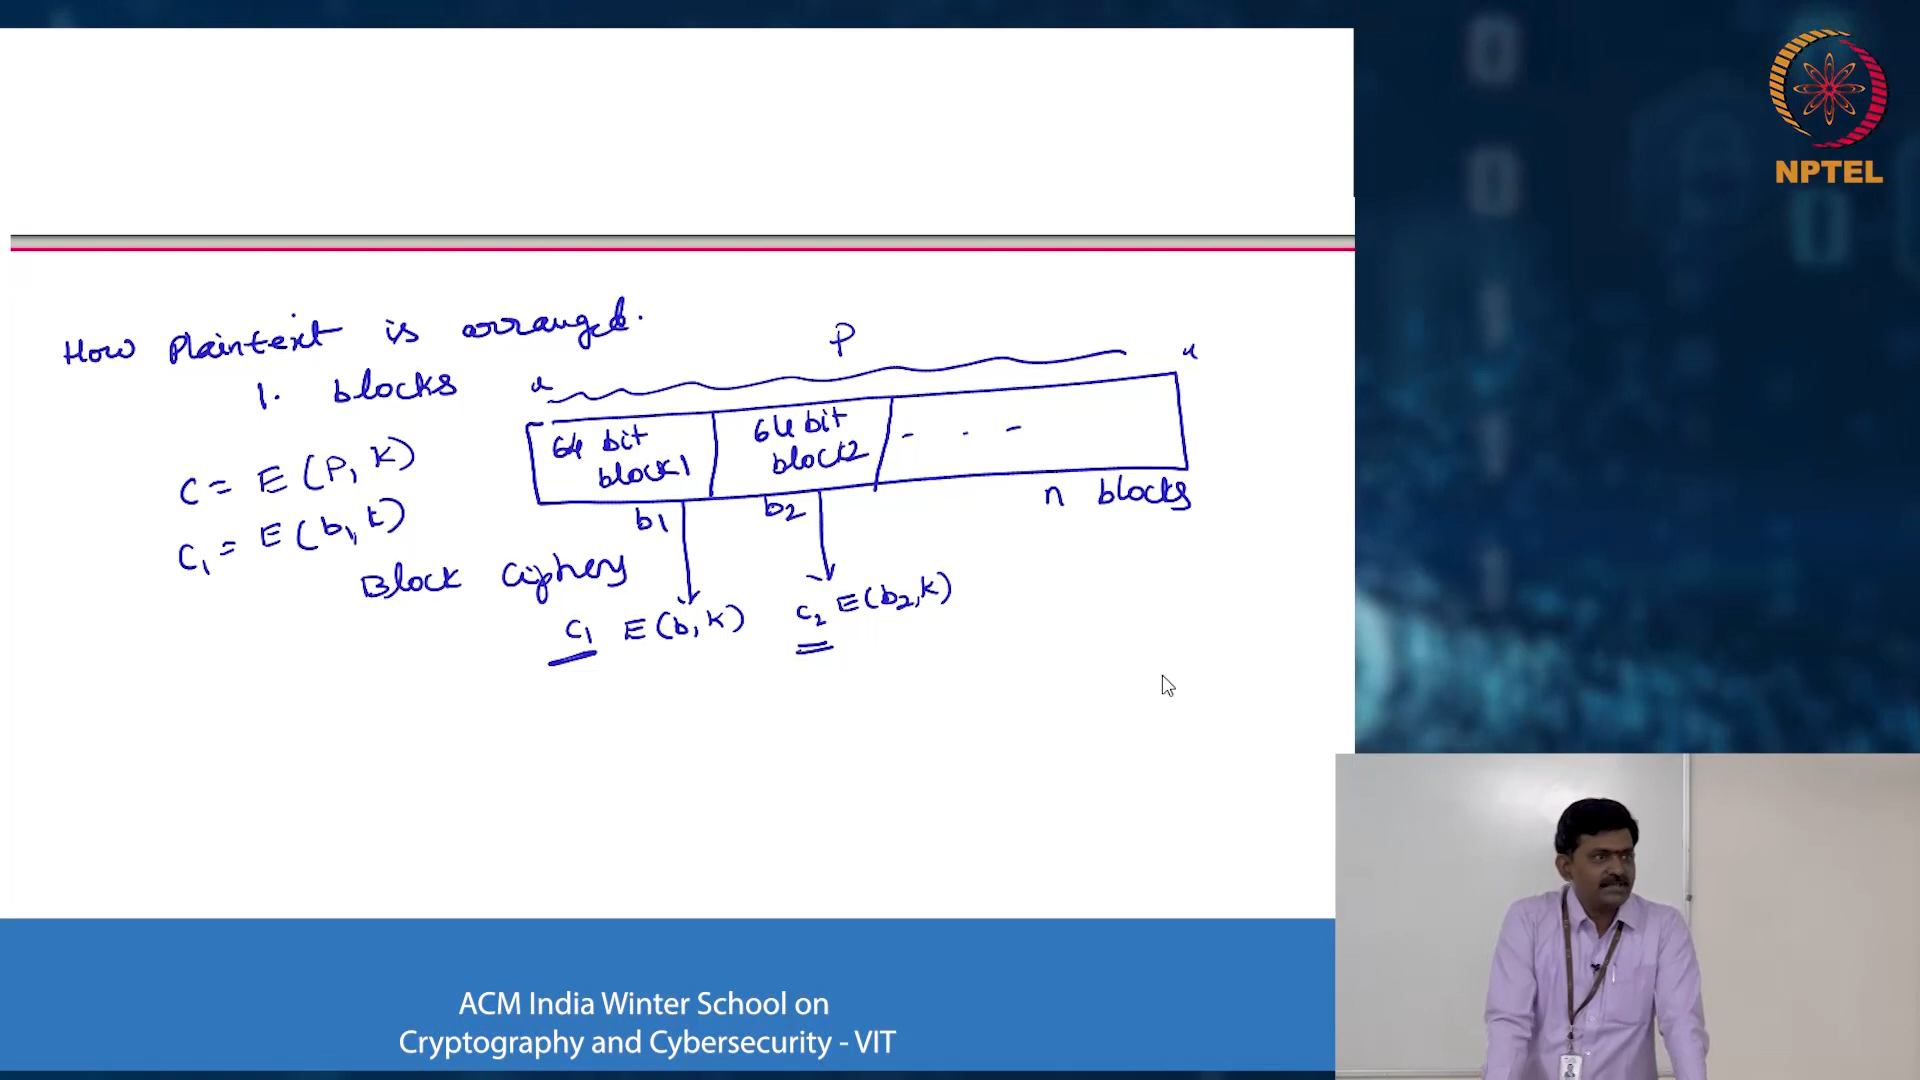 NPTEL
How Plaintext is arranged.
1. blocks
P
64 bit block1
64 bit block2
- . -
C = E (P, K)
C1 = E (b1, k)
b1
b2
n blocks
Block Ciphers
C1 E(b1, K)
C2 E(b2, K)
ACM India Winter School on
Cryptography and Cybersecurity - VIT